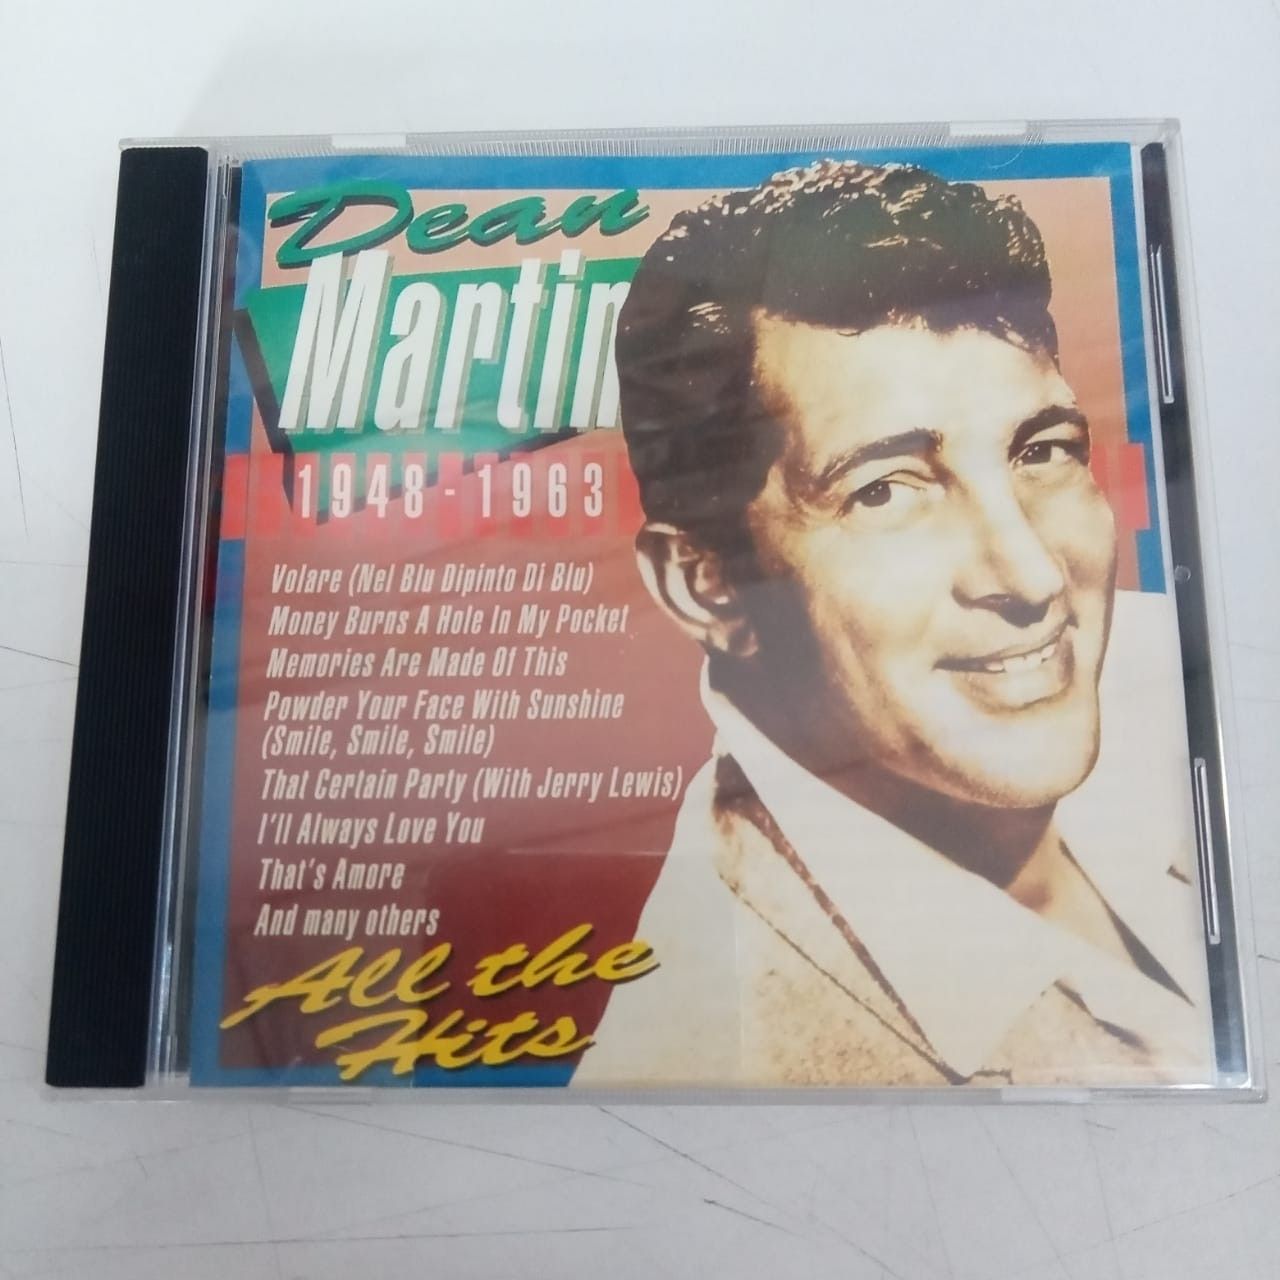 Dean
Martin
1948 - 1963
Volare (Nel Blu Dipinto Di Blu)
Money Burns A Hole In My Pocket
Memories Are Made Of This
Powder Your Face With Sunshine
(Smile, Smile, Smile)
That Certain Party (With Jerry Lewis)
I'll Always Love You
That's Amore
And many others
All the
Hits